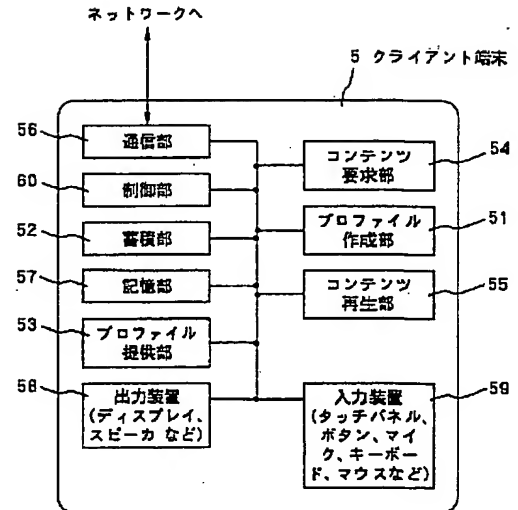 ネットワークへ
5 クライアント端末
56
通信部
60
制御部
52
蓄積部
57
記憶部
53
プロファイル
提供部
58
出力装置
(ディスプレイ、
スピーカ など)
コンテンツ
要求部
54
プロファイル
作成部
51
コンテンツ
再生部
55
入力装置
(タッチパネル、
ボタン、マイ
ク、キーボー
ド、マウスなど)
59